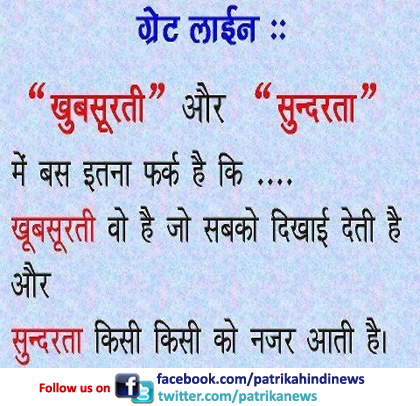 ग्रेट लाईन ::
“खुबसूरती” और “सुन्दरता”
में बस इतना फर्क है कि ....
खूबसूरती वो है जो सबको दिखाई देती है
और
सुन्दरता किसी किसी को नजर आती है।
Follow us on f facebook.com/patrikahindinews
twitter.com/patrikanews